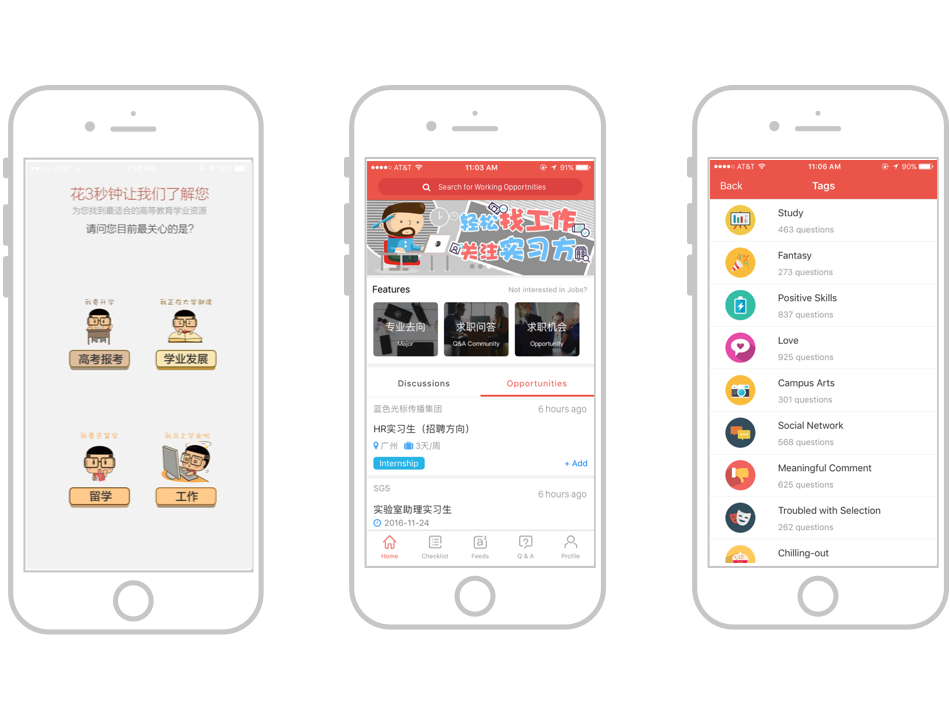 花3秒钟让我们了解您
为您找到最适合的高等教育学业资源
请问您目前最关心的是?
我要升学
我正在大学就读
高考报考
学业发展
我要去留学
留学
工作
AT&T 11:03 AM 91%
Search for Working Opportnities
轻松找工作
关注实习方
Features
Not interested in Jobs?
专业去向
Major
求职问答
Q&A Community
求职机会
Opportunity
Discussions
Opportunities
蓝色光标传播集团
6 hours ago
HR实习生（招聘方向）
广州 3天/周
Internship
+ Add
SGS
6 hours ago
实验室助理实习生
2016-11-24
Home
Checklist
Feeds
Q & A
Profile
AT&T 11:06 AM 90%
Back
Tags
Study
463 questions
Fantasy
273 questions
Positive Skills
837 questions
Love
925 questions
Campus Arts
301 questions
Social Network
568 questions
Meaningful Comment
625 questions
Troubled with Selection
262 questions
Chilling-out